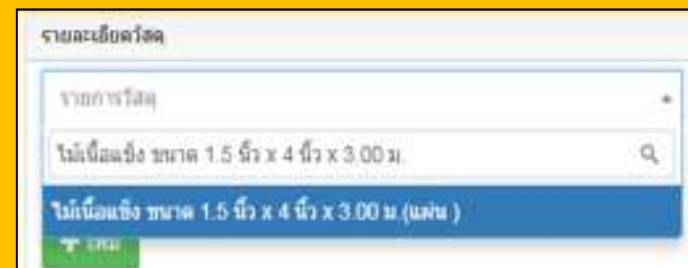 รายละเอียดวัสดุ
รายการวัสดุ
ไม้เนื้อแข็ง ขนาด 1.5 นิ้ว x 4 นิ้ว x 3.00 ม.
ไม้เนื้อแข็ง ขนาด 1.5 นิ้ว x 4 นิ้ว x 3.00 ม.(แผ่น )